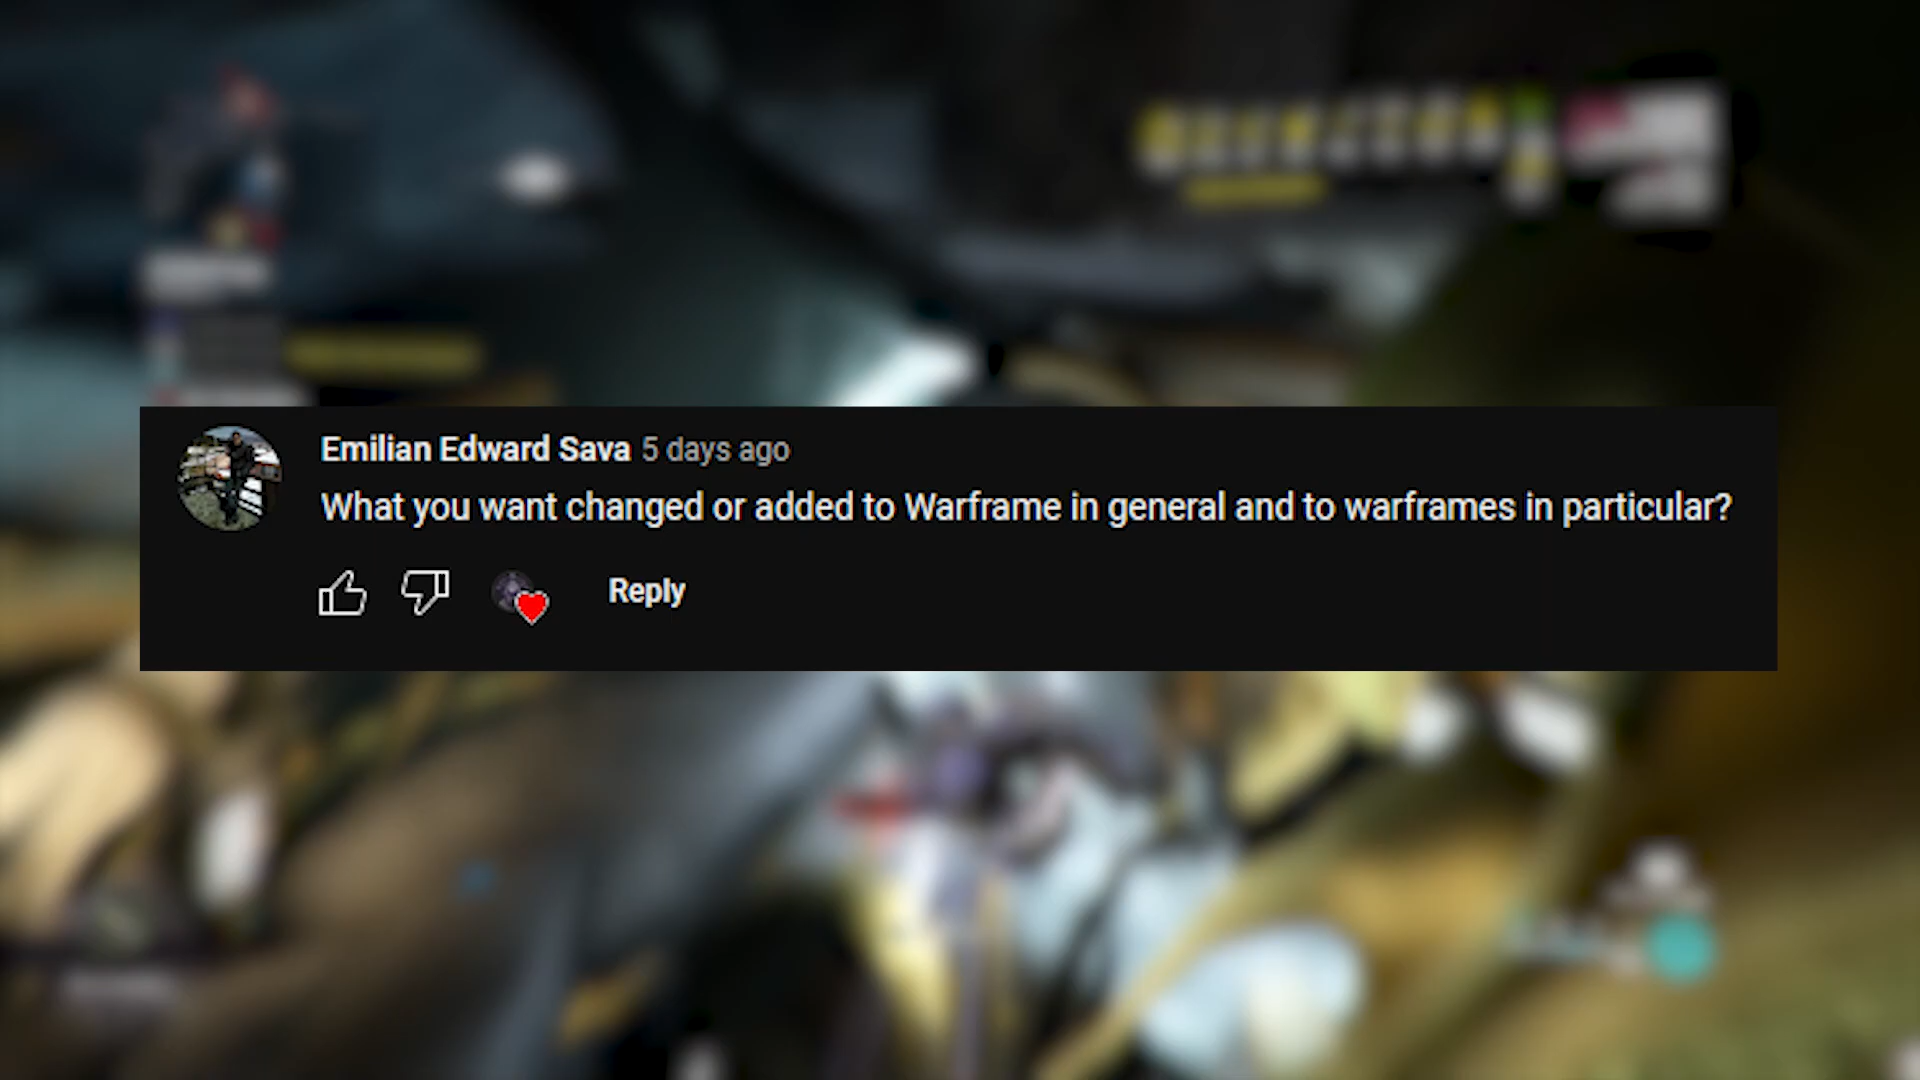 Emilian Edward Sava 5 days ago
What you want changed or added to Warframe in general and to warframes in particular?
Reply